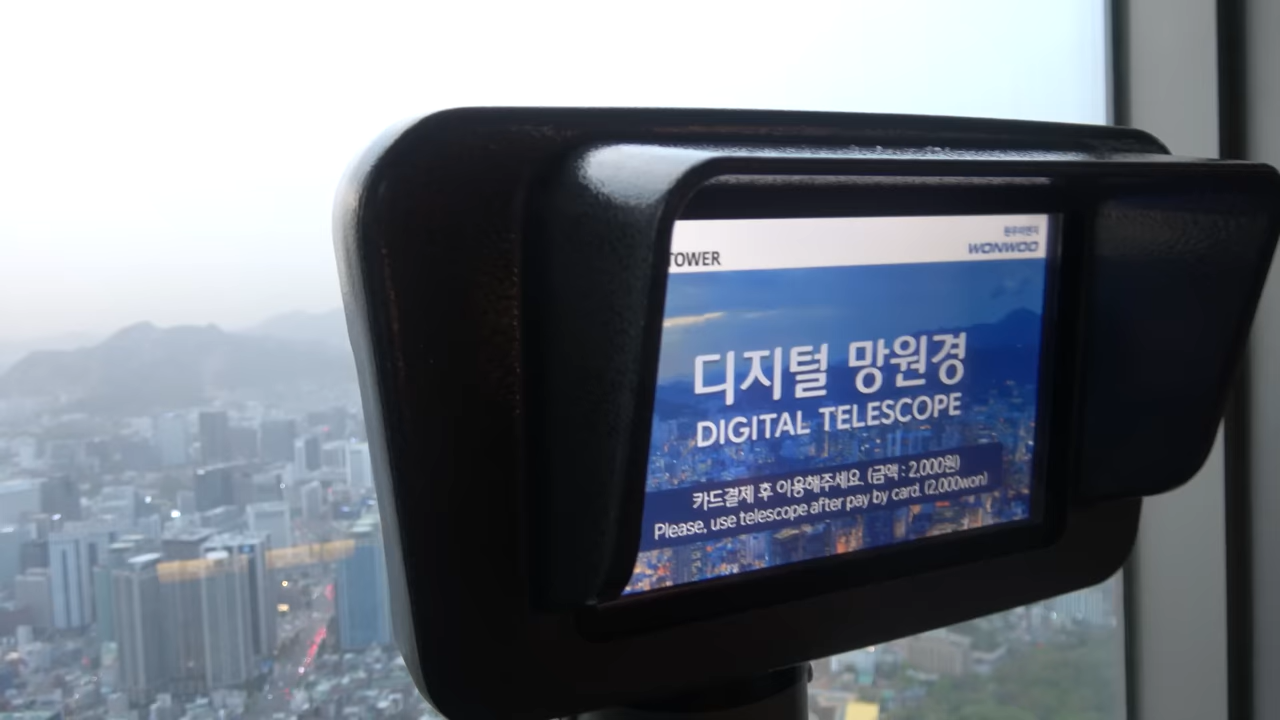 TOWER
원우이엔지
WONWOO
디지털 망원경
DIGITAL TELESCOPE
카드결제 후 이용해주세요. (금액 : 2,000원)
Please, use telescope after pay by card. (2,000won)